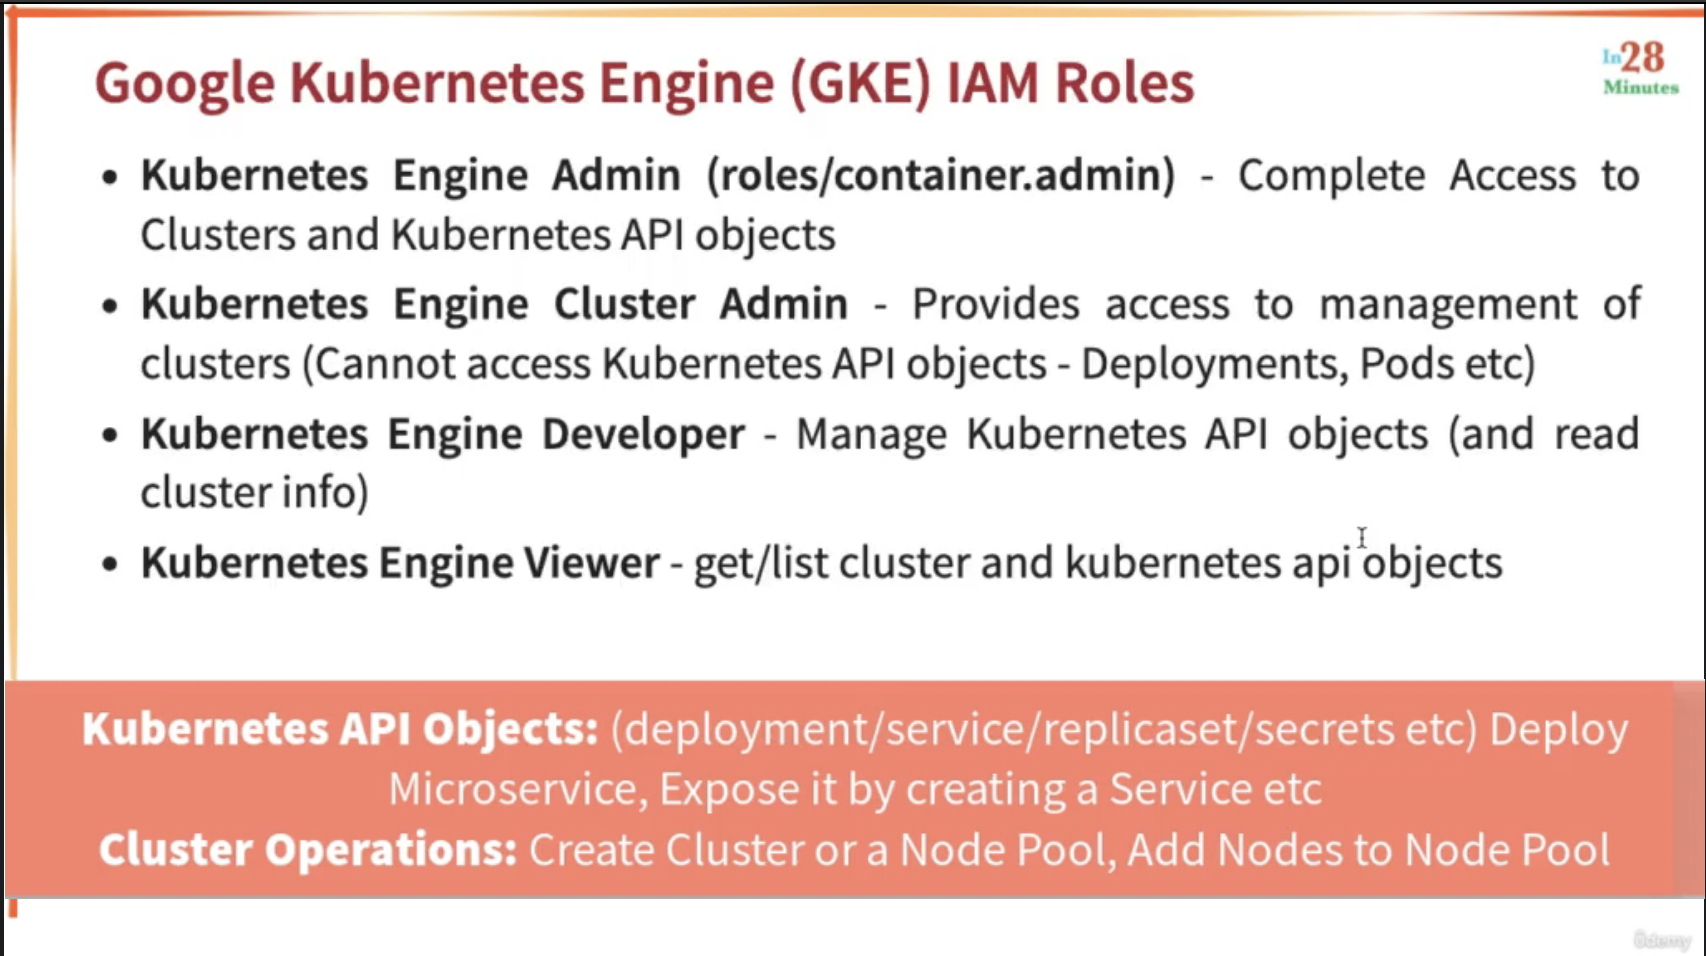 Google Kubernetes Engine (GKE) IAM Roles
In28
Minutes
• Kubernetes Engine Admin (roles/container.admin) - Complete Access to
Clusters and Kubernetes API objects
• Kubernetes Engine Cluster Admin - Provides access to management of
clusters (Cannot access Kubernetes API objects - Deployments, Pods etc)
• Kubernetes Engine Developer - Manage Kubernetes API objects (and read
cluster info)
• Kubernetes Engine Viewer - get/list cluster and kubernetes api objects
Kubernetes API Objects: (deployment/service/replicaset/secrets etc) Deploy
Microservice, Expose it by creating a Service etc
Cluster Operations: Create Cluster or a Node Pool, Add Nodes to Node Pool
ûdemy